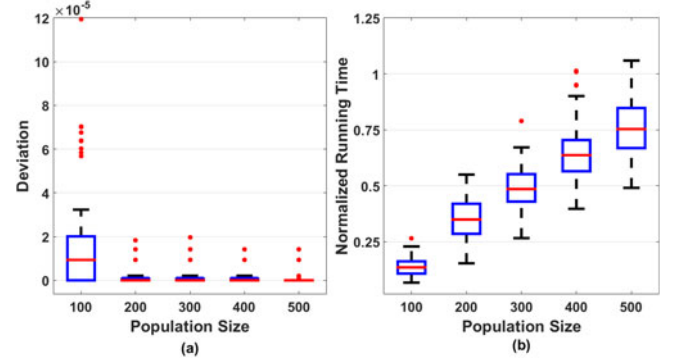 ×10⁻⁵
12
10
8
6
4
2
0
Deviation
100 200 300 400 500
Population Size
(a)
1.25
1
0.75
0.5
0.25
Normalized Running Time
100 200 300 400 500
Population Size
(b)